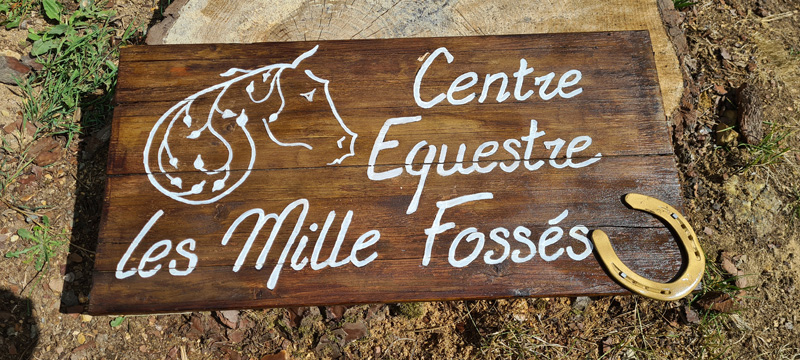 Centre
Equestre
les Mille Fossés